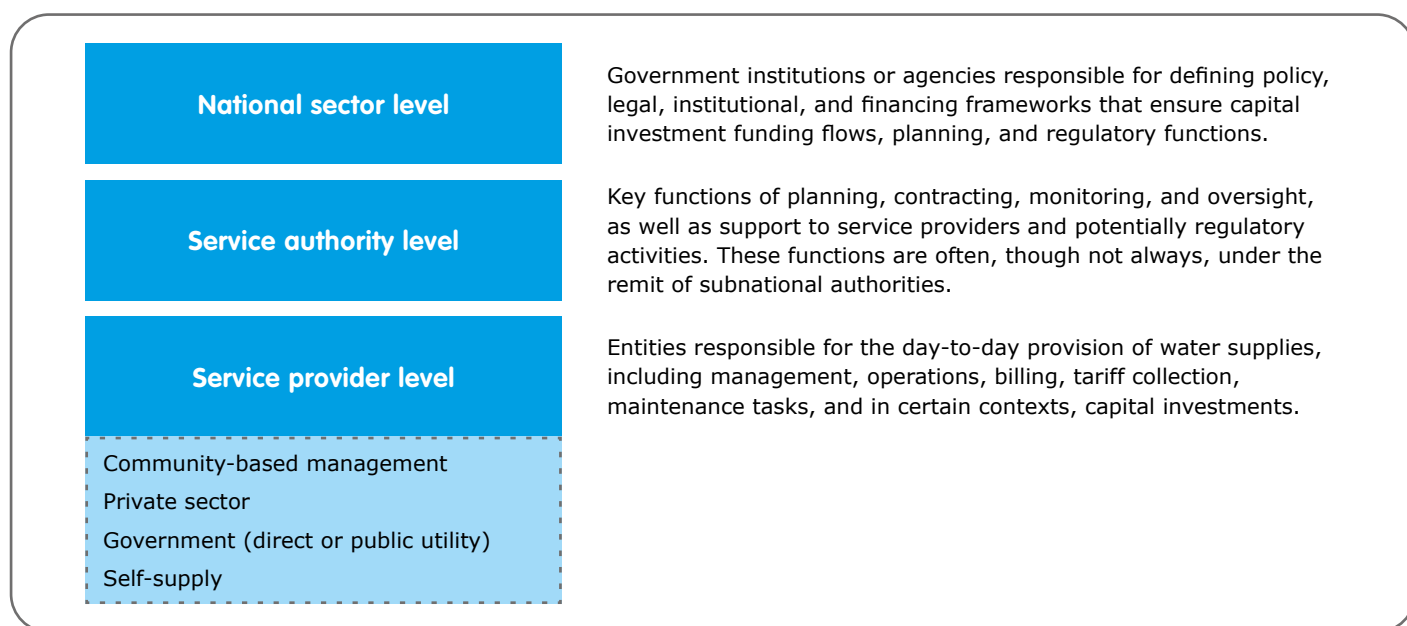 National sector level
Government institutions or agencies responsible for defining policy,
legal, institutional, and financing frameworks that ensure capital
investment funding flows, planning, and regulatory functions.
Service authority level
Key functions of planning, contracting, monitoring, and oversight,
as well as support to service providers and potentially regulatory
activities. These functions are often, though not always, under the
remit of subnational authorities.
Service provider level
Entities responsible for the day-to-day provision of water supplies,
including management, operations, billing, tariff collection,
maintenance tasks, and in certain contexts, capital investments.
Community-based management
Private sector
Government (direct or public utility)
Self-supply